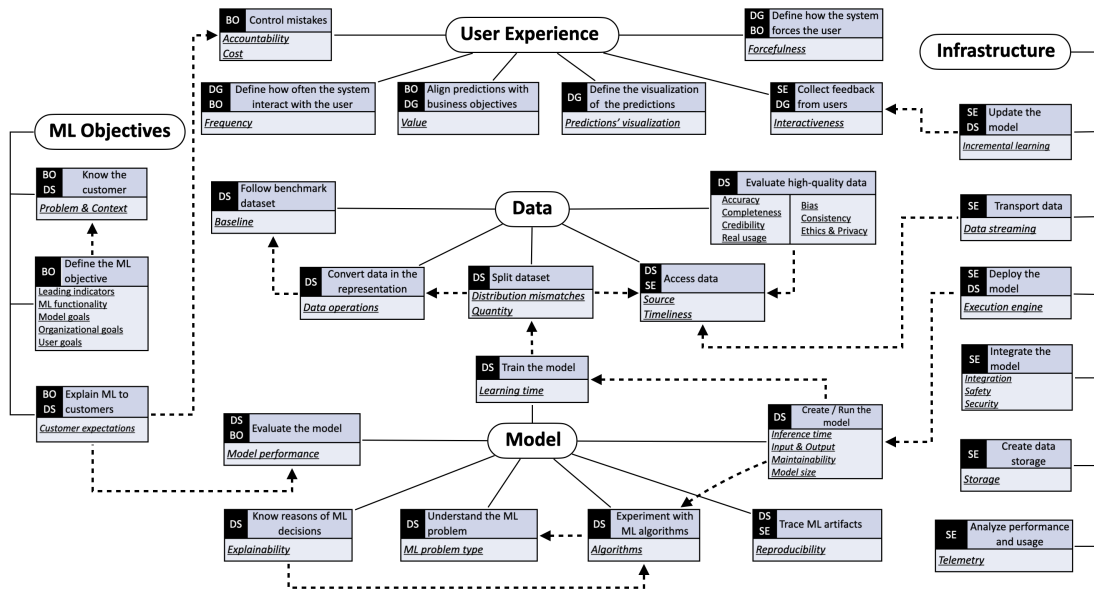 User Experience
BO
Control mistakes
Accountability
Cost
DG
BO
Define how the system
forces the user
Forcefulness
DG
BO
Define how often the system
interact with the user
Frequency
BO
DG
Align predictions with
business objectives
Value
DG
Define the visualization
of the predictions
Predictions' visualization
SE
DG
Collect feedback
from users
Interactiveness
ML Objectives
BO
DS
Know the
customer
Problem & Context
BO
Define the ML
objective
Leading indicators
ML functionality
Model goals
Organizational goals
User goals
BO
DS
Explain ML to
customers
Customer expectations
Data
DS
Follow benchmark
dataset
Baseline
DS
Evaluate high-quality data
Accuracy
Completeness
Credibility
Real usage
Bias
Consistency
Ethics & Privacy
DS
Convert data in the
representation
Data operations
DS
Split dataset
Distribution mismatches
Quantity
DS
SE
Access data
Source
Timeliness
Model
DS
Train the model
Learning time
DS
BO
Evaluate the model
Model performance
DS
Create / Run the
model
Inference time
Input & Output
Maintainability
Model size
DS
Know reasons of ML
decisions
Explainability
DS
Understand the ML
problem
ML problem type
DS
Experiment with
ML algorithms
Algorithms
DS
SE
Trace ML artifacts
Reproducibility
Infrastructure
SE
DS
Update the
model
Incremental learning
SE
Transport data
Data streaming
SE
DS
Deploy the
model
Execution engine
SE
Integrate the
model
Integration
Safety
Security
SE
Create data
storage
Storage
SE
Analyze performance
and usage
Telemetry